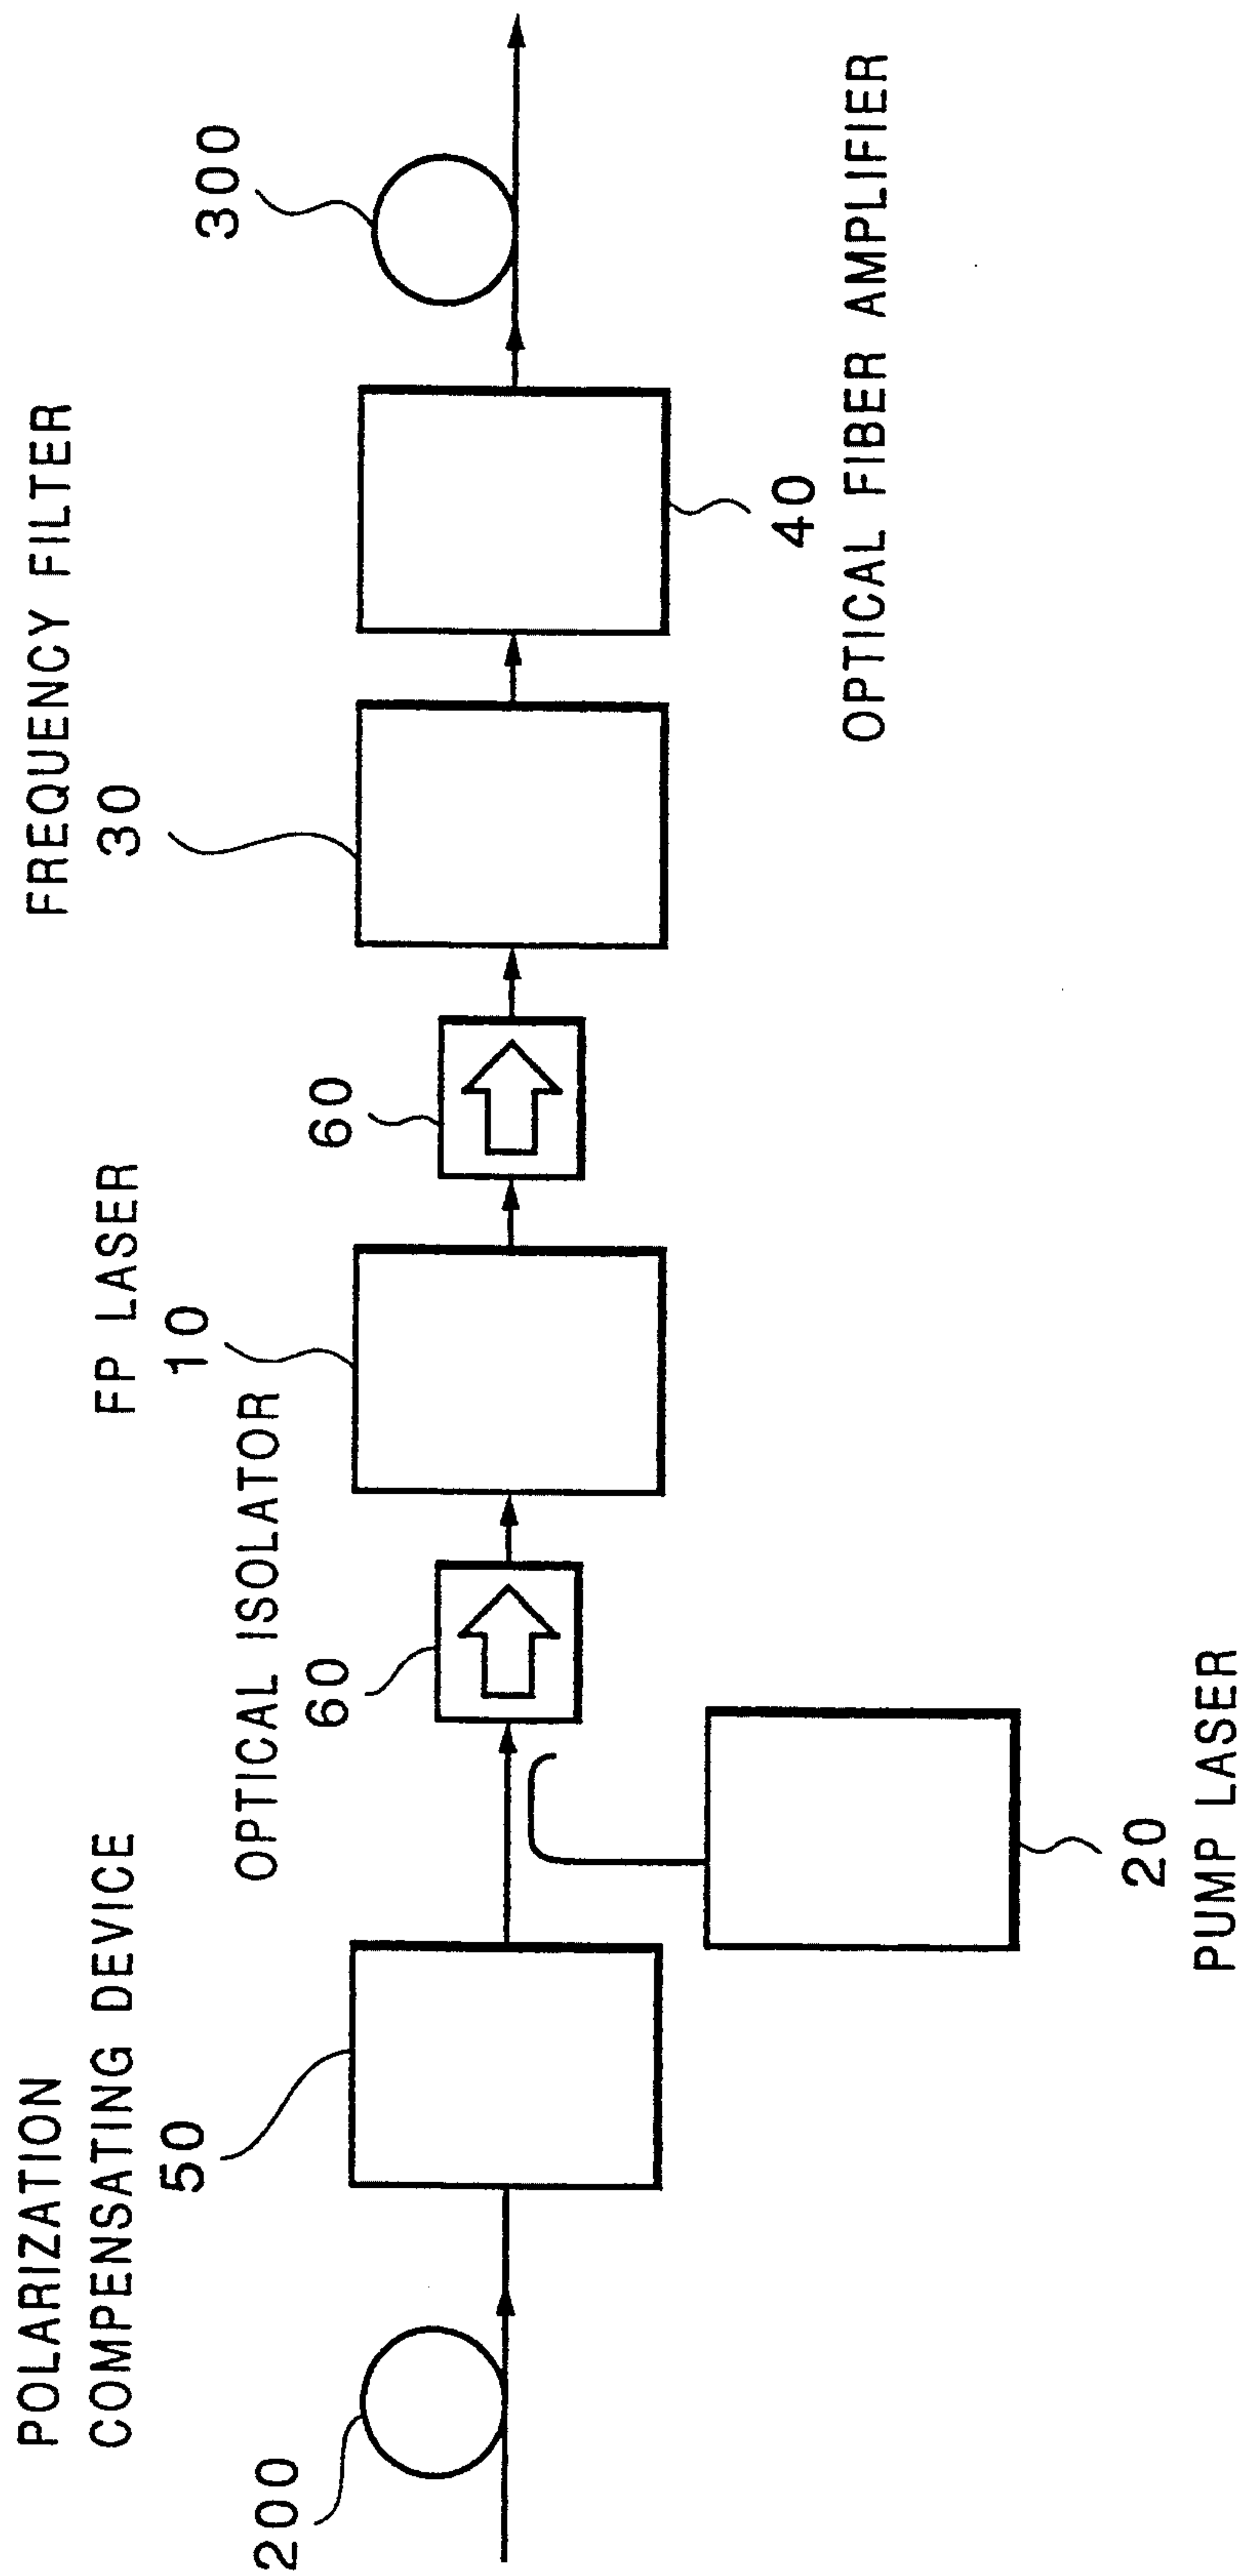 POLARIZATION
COMPENSATING DEVICE
50
200
OPTICAL ISOLATOR
60
FP LASER
10
60
FREQUENCY FILTER
30
300
40
OPTICAL FIBER AMPLIFIER
20
PUMP LASER